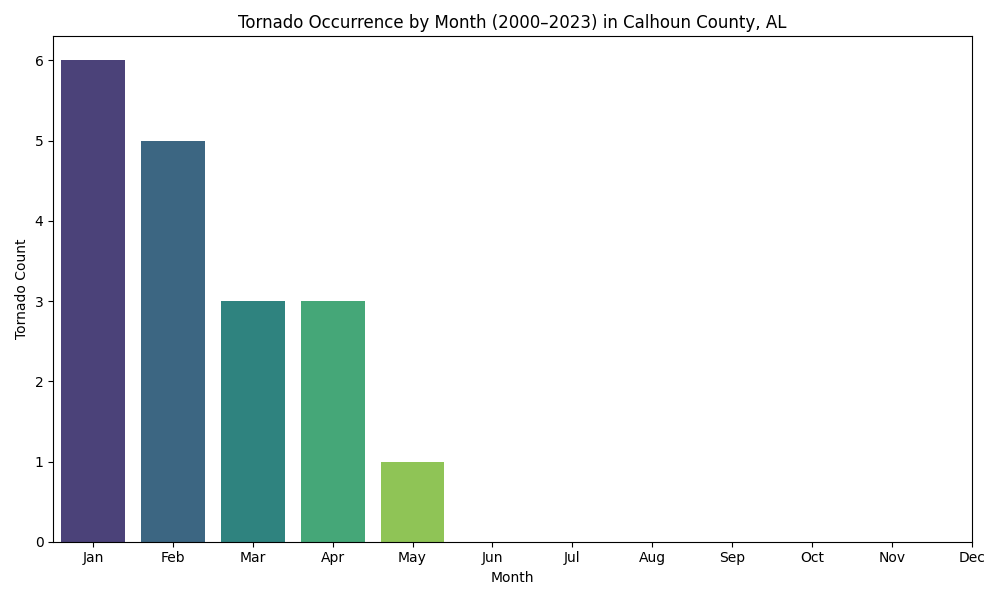 Tornado Occurrence by Month (2000–2023) in Calhoun County, AL
Tornado Count
6
5
4
3
2
1
0
Jan Feb Mar Apr May Jun Jul Aug Sep Oct Nov Dec
Month